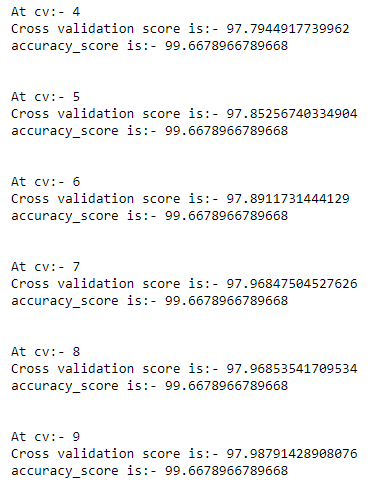 At cv:- 4
Cross validation score is:- 97.7944917739962
accuracy_score is:- 99.6678966789668
At cv:- 5
Cross validation score is:- 97.85256740334904
accuracy_score is:- 99.6678966789668
At cv:- 6
Cross validation score is:- 97.8911731444129
accuracy_score is:- 99.6678966789668
At cv:- 7
Cross validation score is:- 97.96847504527626
accuracy_score is:- 99.6678966789668
At cv:- 8
Cross validation score is:- 97.96853541709534
accuracy_score is:- 99.6678966789668
At cv:- 9
Cross validation score is:- 97.98791428908076
accuracy_score is:- 99.6678966789668